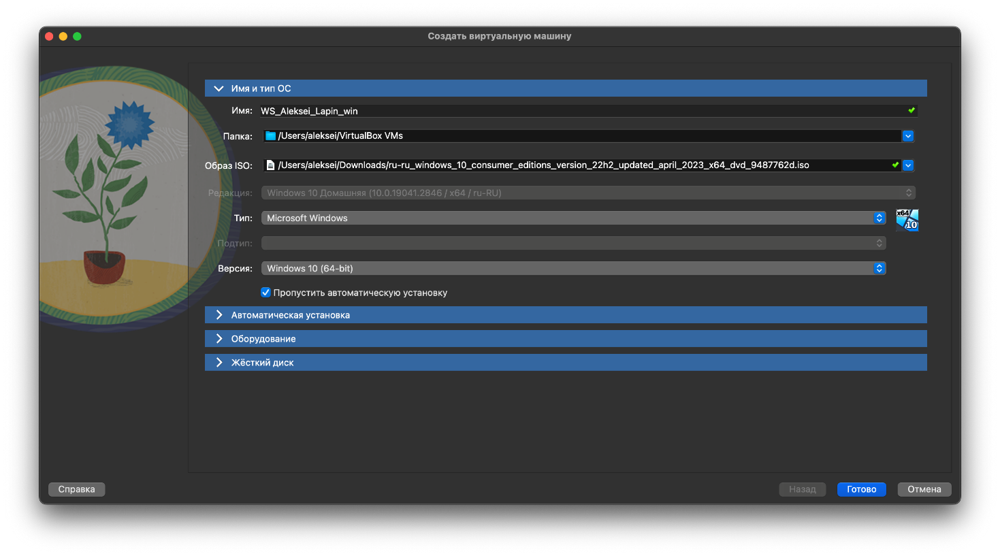 Создать виртуальную машину
Имя и тип ОС
Имя: WS_Aleksei_Lapin_win
Папка: /Users/aleksei/VirtualBox VMs
Образ ISO: /Users/aleksei/Downloads/ru-ru_windows_10_consumer_editions_version_22h2_updated_april_2023_x64_dvd_9487762d.iso
Редакция: Windows 10 Домашняя (10.0.19041.2846 / x64 / ru-RU)
Тип: Microsoft Windows
x64
10
Подтип:
Версия: Windows 10 (64-bit)
Пропустить автоматическую установку
Автоматическая установка
Оборудование
Жёсткий диск
Справка Назад Готово Отмена